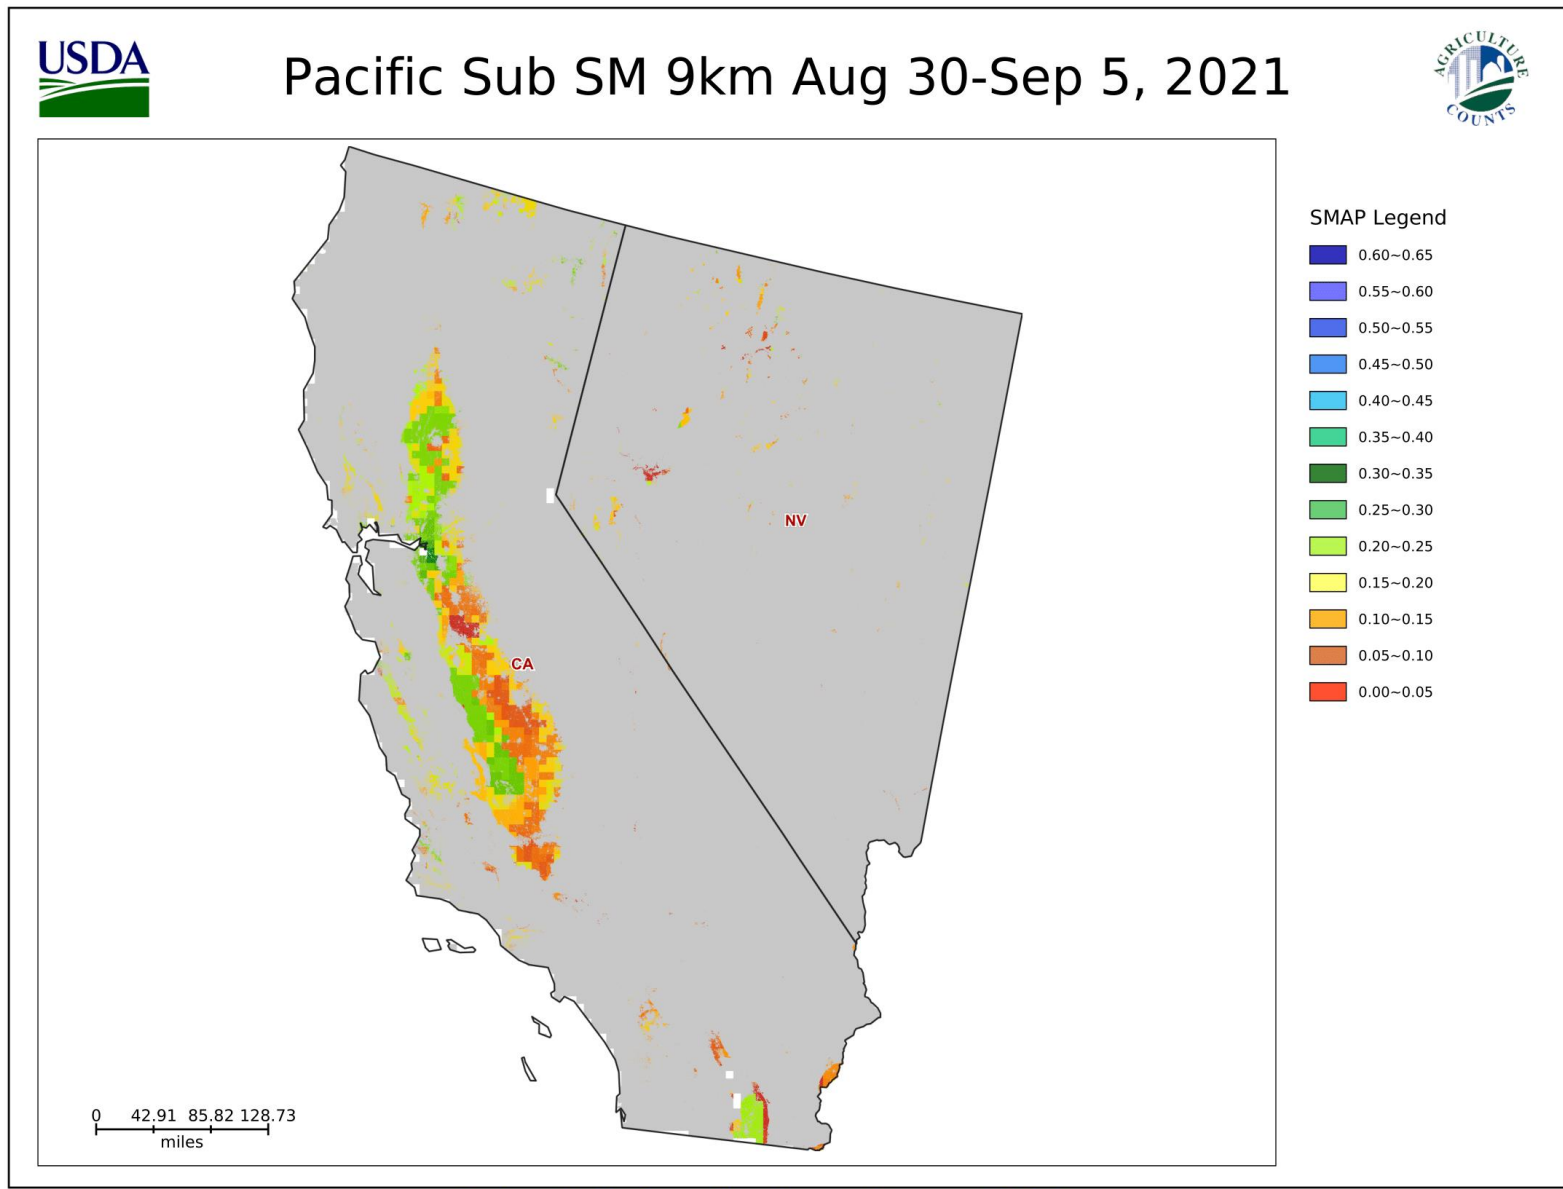 USDA
Pacific Sub SM 9km Aug 30-Sep 5, 2021
AGRICULTURE
COUNTS
SMAP Legend
0.60~0.65
0.55~0.60
0.50~0.55
0.45~0.50
0.40~0.45
0.35~0.40
0.30~0.35
0.25~0.30
0.20~0.25
0.15~0.20
0.10~0.15
0.05~0.10
0.00~0.05
NV
CA
0 42.91 85.82 128.73
miles